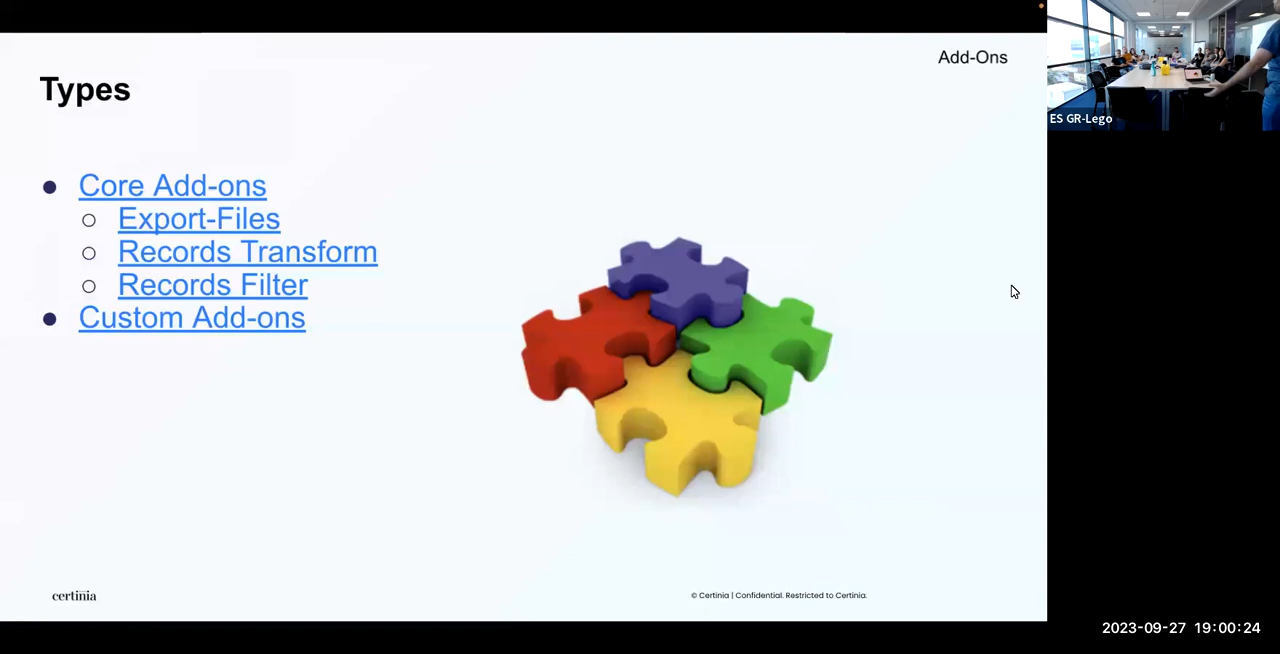 Add-Ons
Types
Core Add-ons
Export-Files
Records Transform
Records Filter
Custom Add-ons
certinia
© Certinia | Confidential. Restricted to Certinia.
ES GR-Lego
2023-09-27 19:00:24